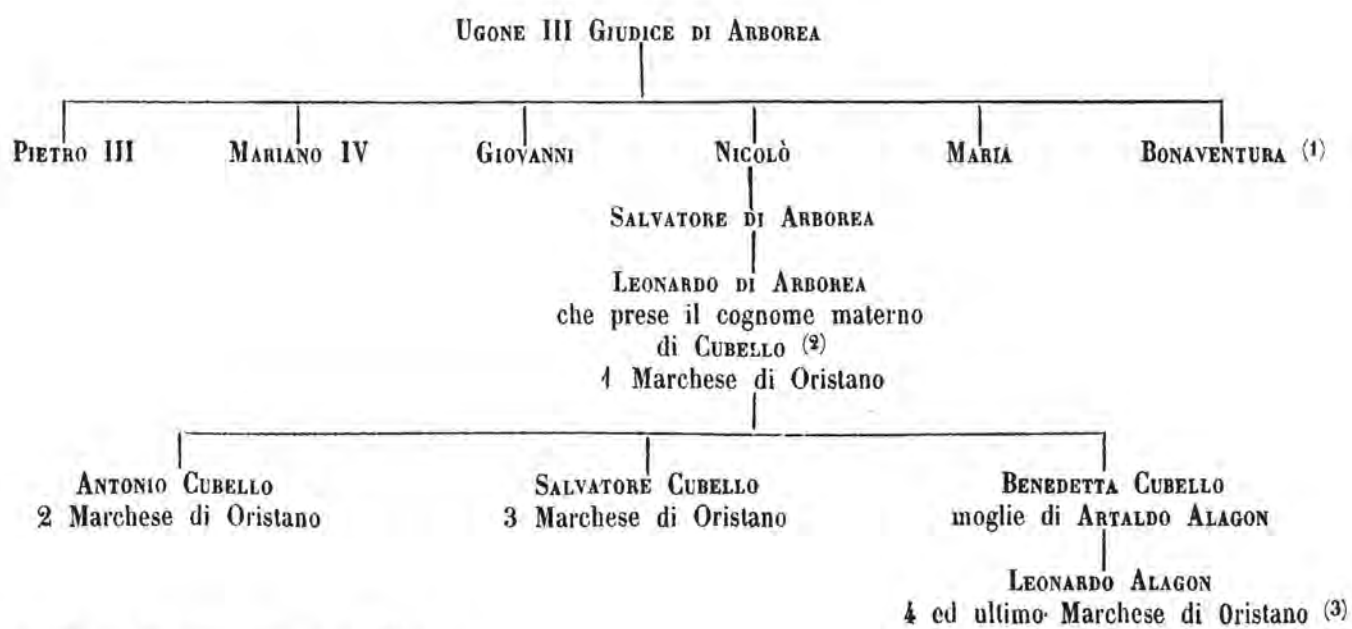 UGONE III GIUDICE DI ARBOREA
PIETRO III MARIANO IV GIOVANNI NICOLÒ MARIA BONAVENTURA (1)
SALVATORE DI ARBOREA
LEONARDO DI ARBOREA
che prese il cognome materno
di CUBELLO (2)
1 Marchese di Oristano
ANTONIO CUBELLO SALVATORE CUBELLO BENEDETTA CUBELLO
2 Marchese di Oristano 3 Marchese di Oristano moglie di ARTALDO ALAGON
LEONARDO ALAGON
4 ed ultimo Marchese di Oristano (3)